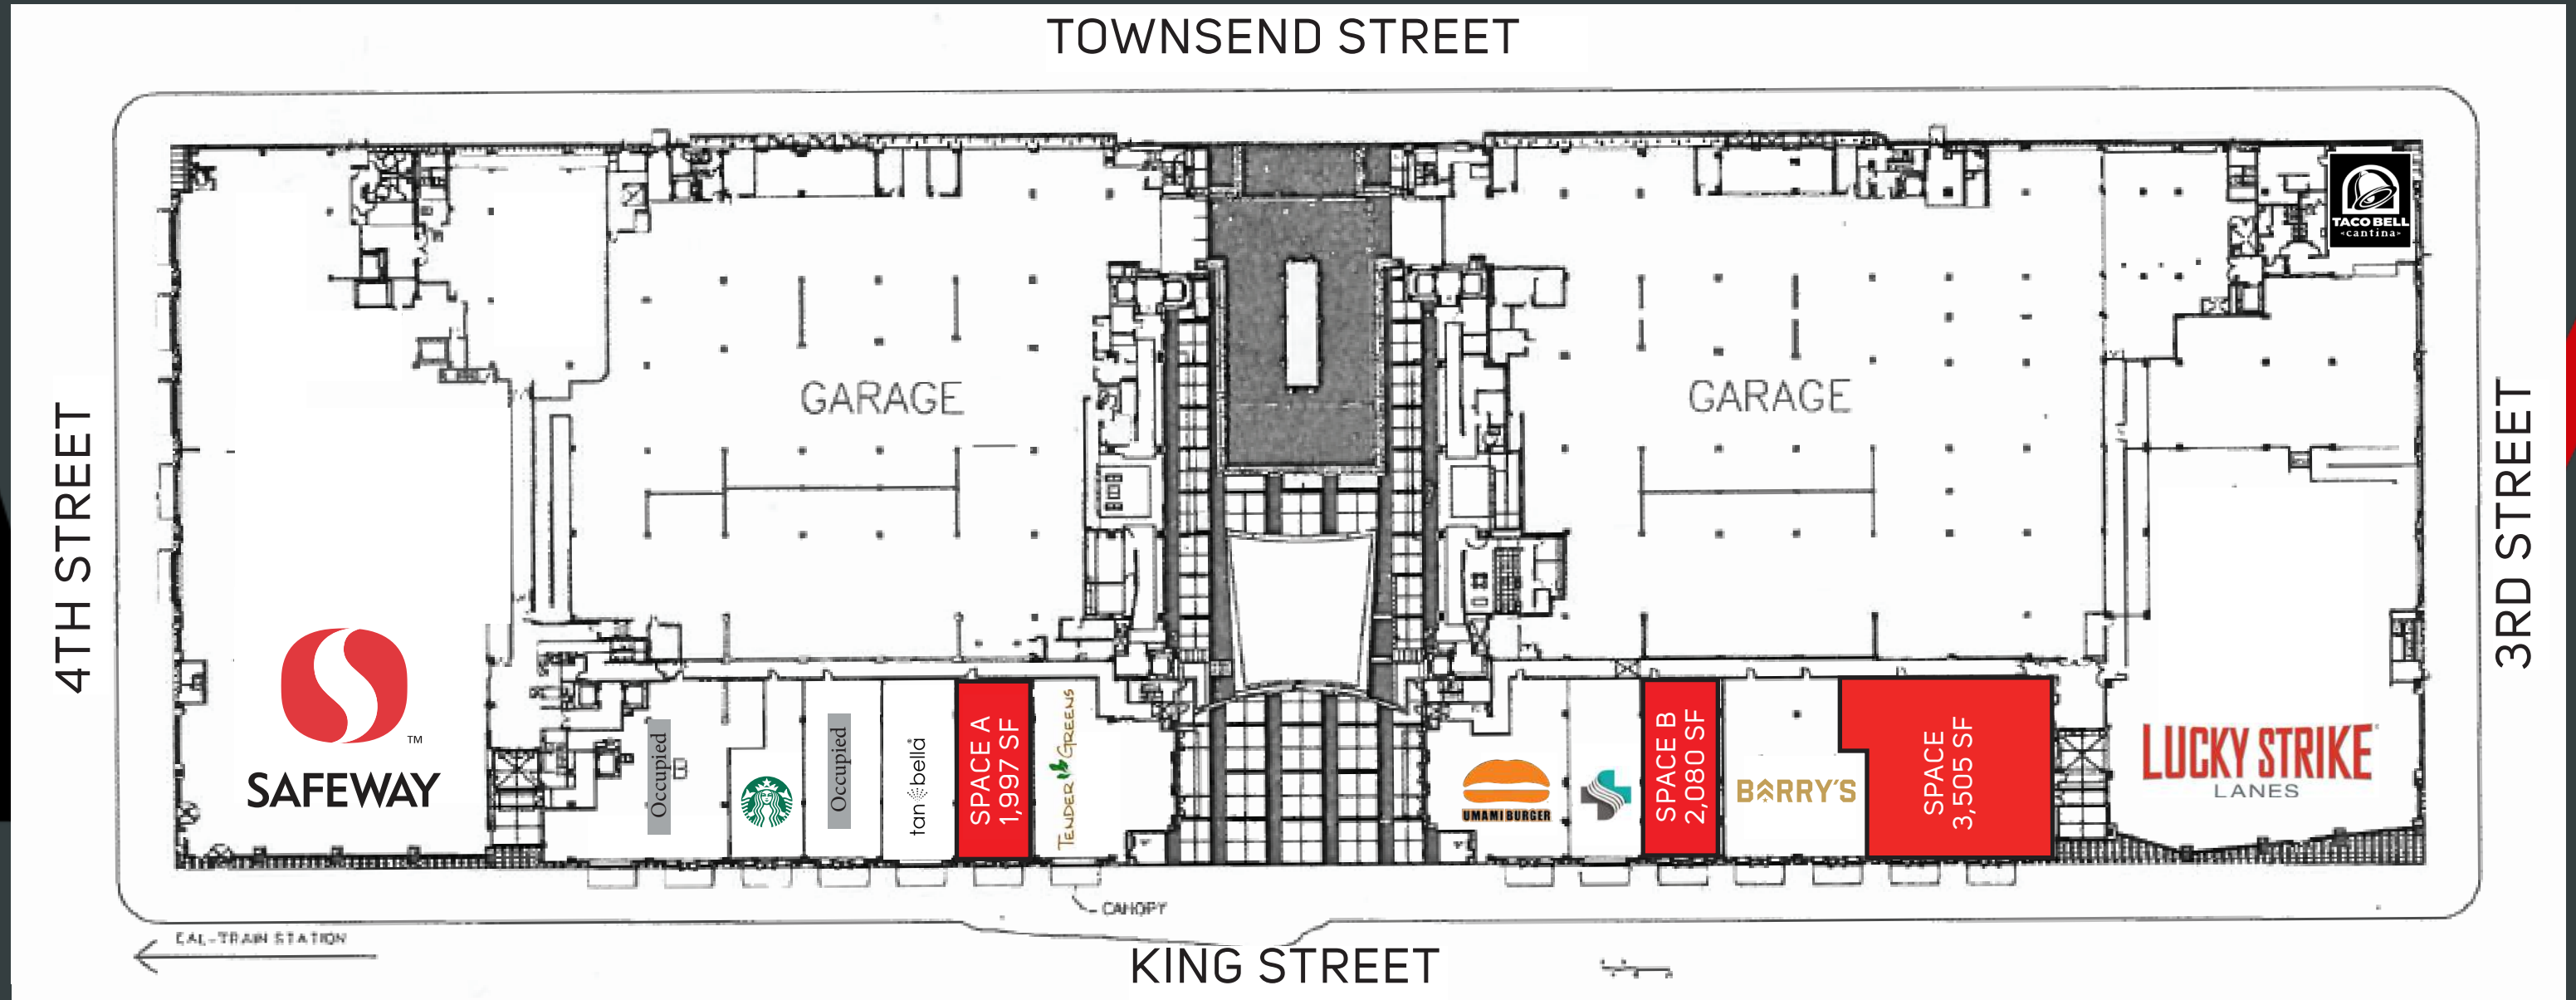 TOWNSEND STREET
TACO BELL
<cantina>
4TH STREET
GARAGE
GARAGE
3RD STREET
SAFEWAY
TM
Occupied
Occupied
tan bella
SPACE A
1,997 SF
TENDER GREENS
UMAMI BURGER
SPACE B
2,080 SF
BARRY'S
SPACE
3,505 SF
LUCKY STRIKE
LANES
CANOPY
CAL-TRAIN STATION
KING STREET